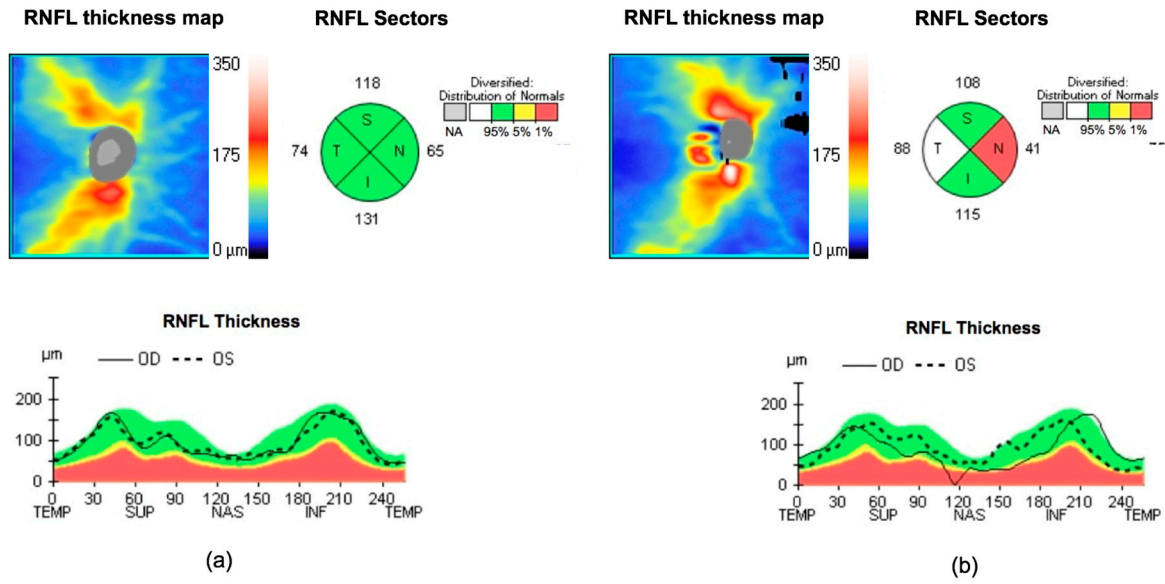 RNFL thickness map
RNFL Sectors
350
175
0 µm
118
S
74
T
N
65
I
131
Diversified:
Distribution of Normals
NA
95% 5% 1%
RNFL Thickness
µm
OD
OS
200
100
0
0 30 60 90 120 150 180 210 240
TEMP SUP NAS INF TEMP
(a)
RNFL thickness map
RNFL Sectors
350
175
0 µm
108
S
88
T
N
41
I
115
Diversified:
Distribution of Normals
NA
95% 5% 1%
RNFL Thickness
µm
OD
OS
200
100
0
0 30 60 90 120 150 180 210 240
TEMP SUP NAS INF TEMP
(b)